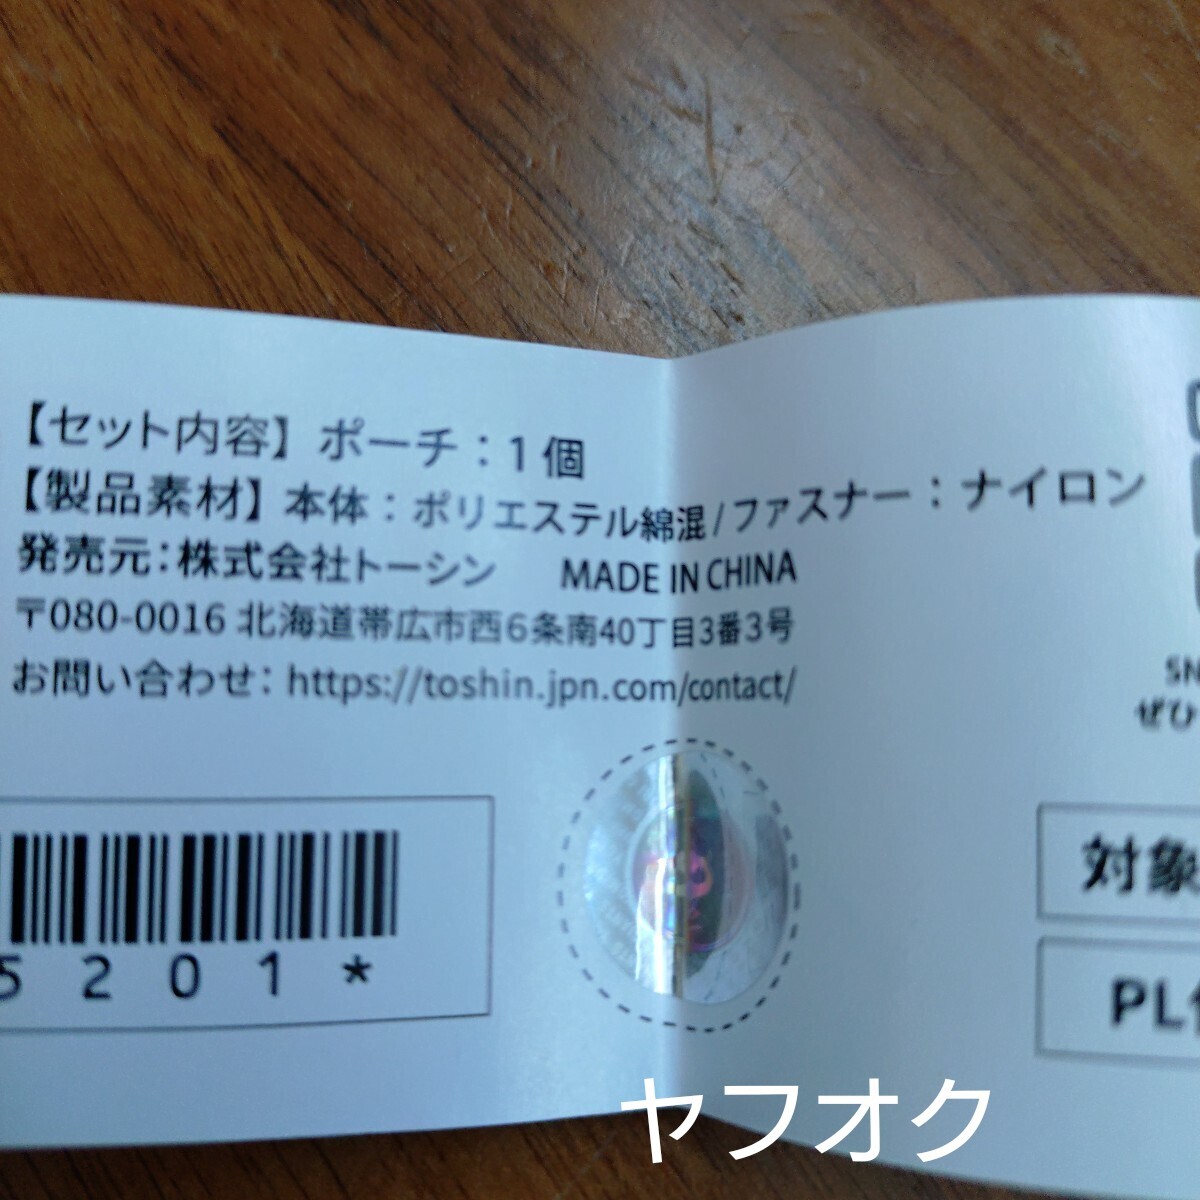 【セット内容】ポーチ：1個
【製品素材】本体：ポリエステル綿混/ファスナー：ナイロン
発売元：株式会社トーシン MADE IN CHINA
〒080-0016 北海道帯広市西6条南40丁目3番3号
お問い合わせ：https://toshin.jpn.com/contact/
SN
ぜひ
5201*
対象
PL
ヤフオク